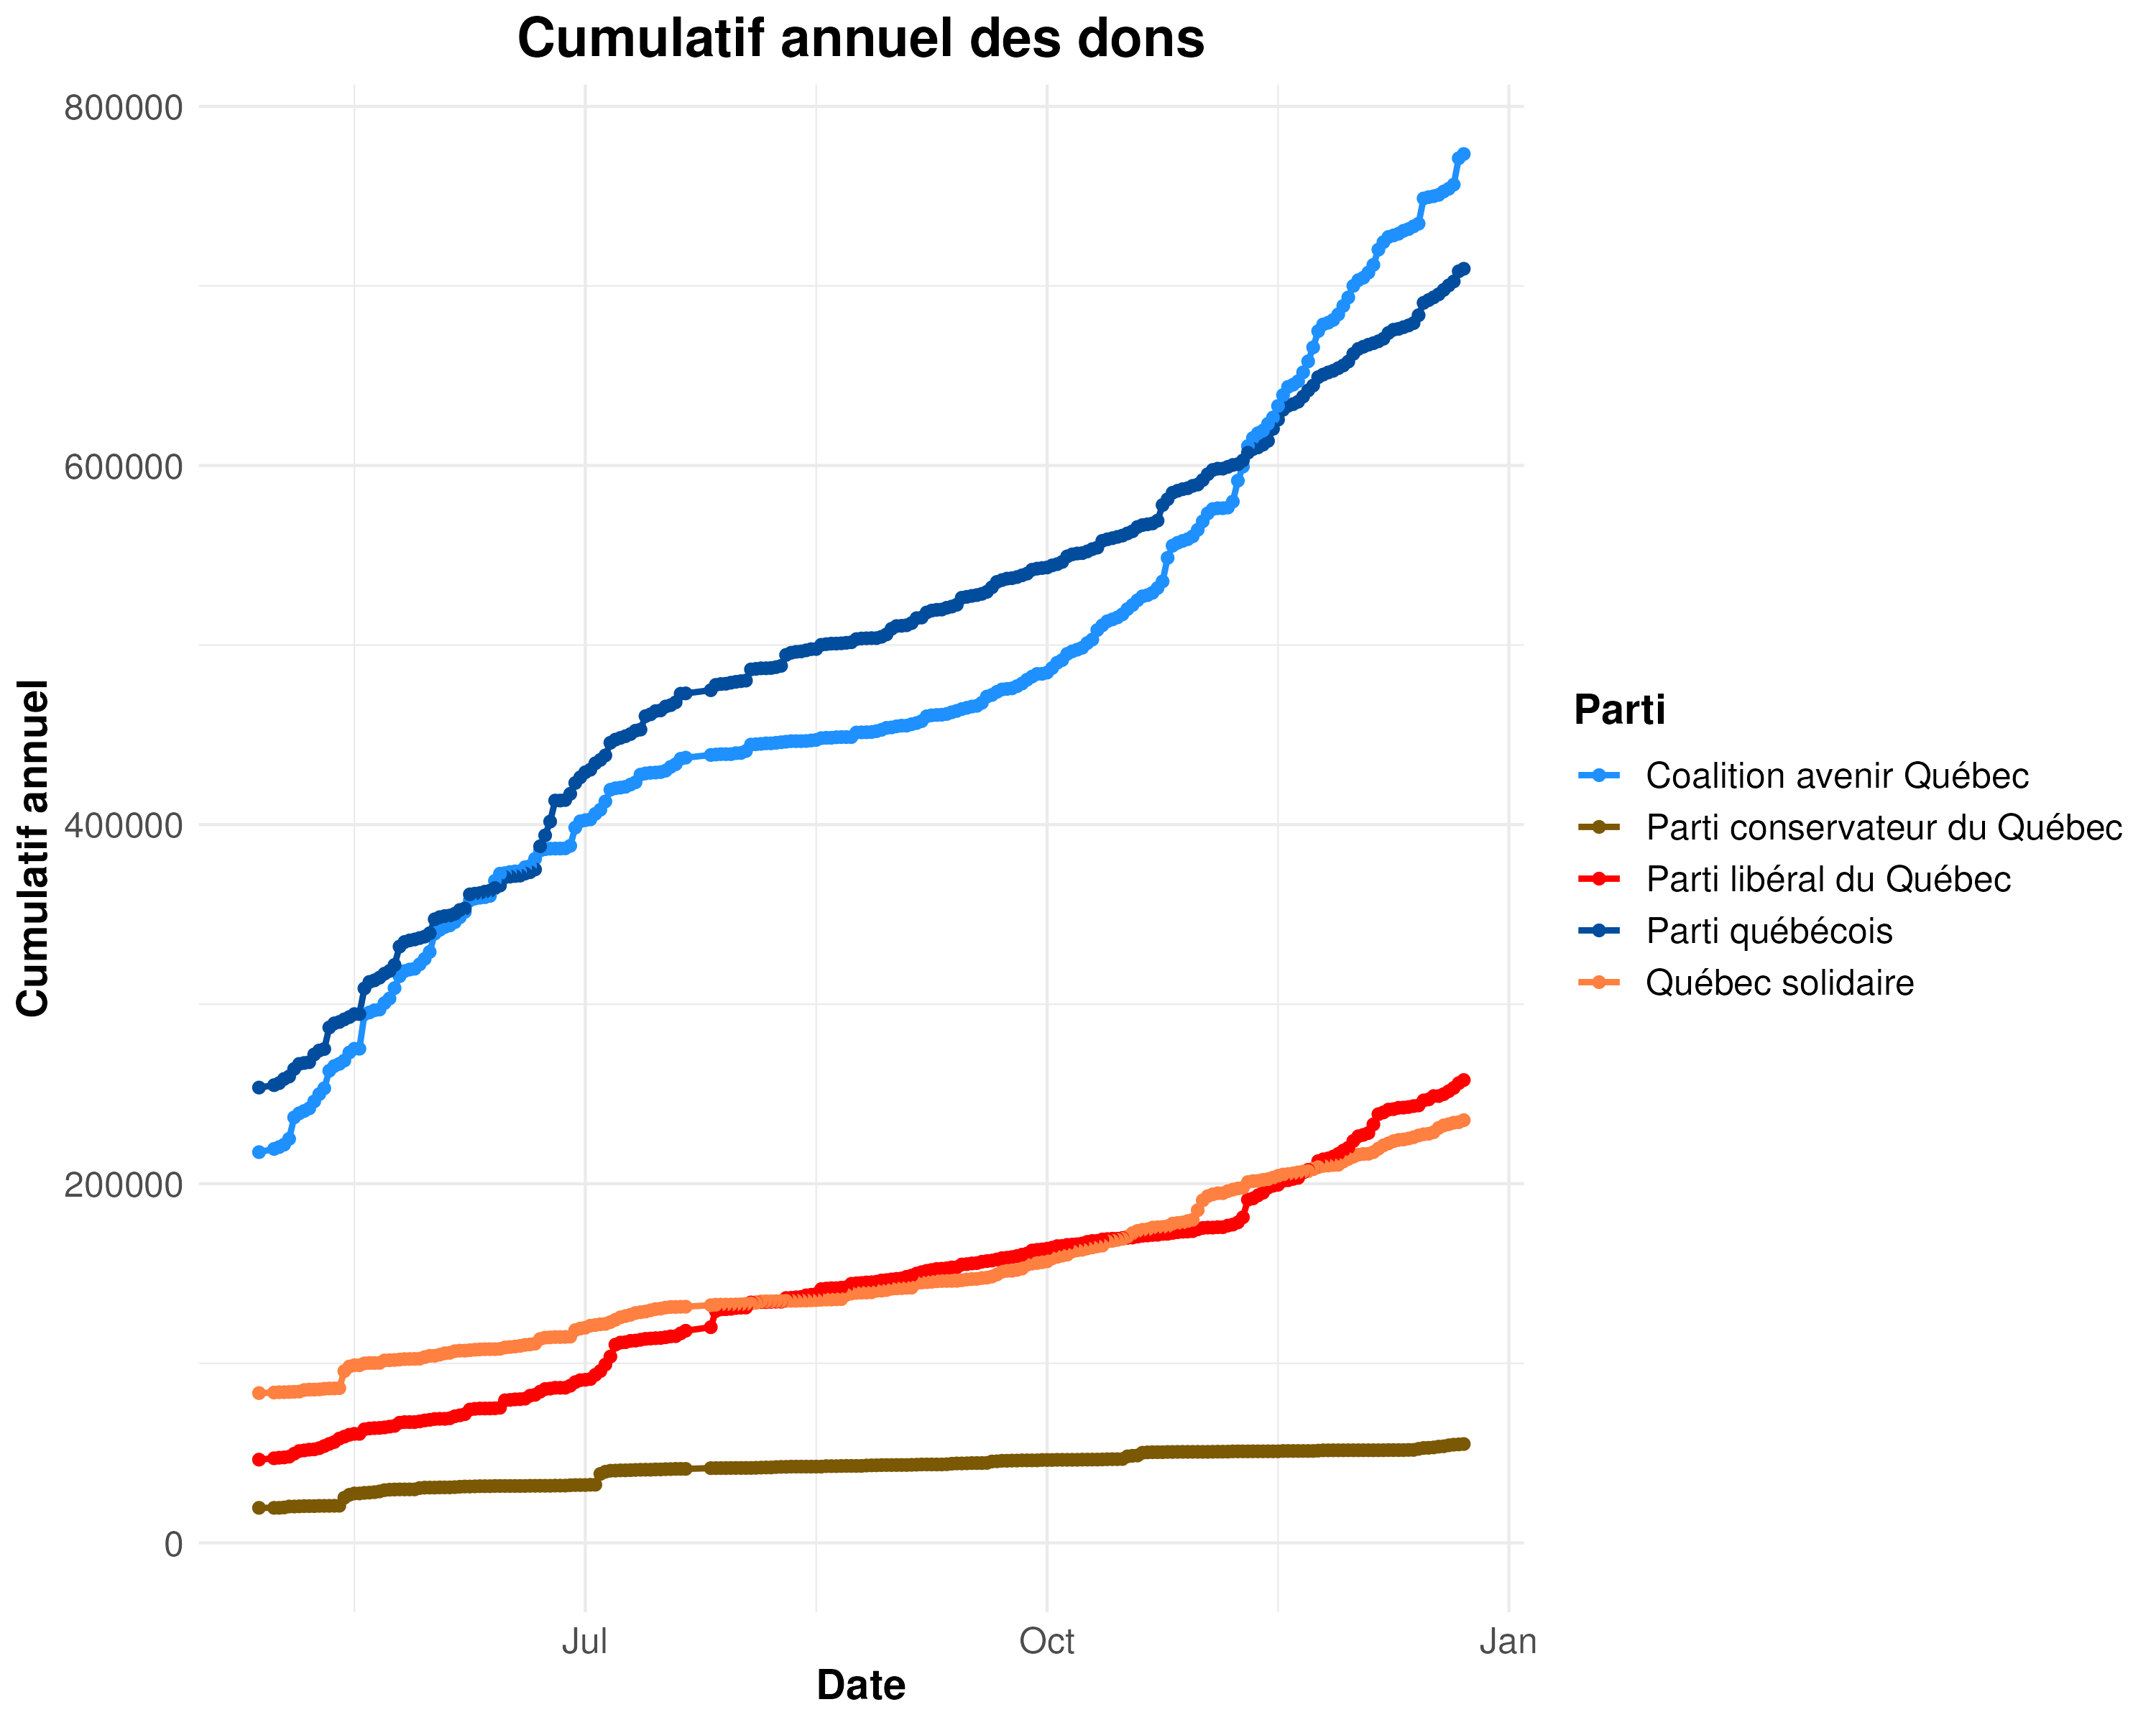 Cumulatif annuel des dons
Cumulatif annuel
800000
600000
400000
200000
0
Jul
Oct
Jan
Date
Parti
Coalition avenir Québec
Parti conservateur du Québec
Parti libéral du Québec
Parti québécois
Québec solidaire